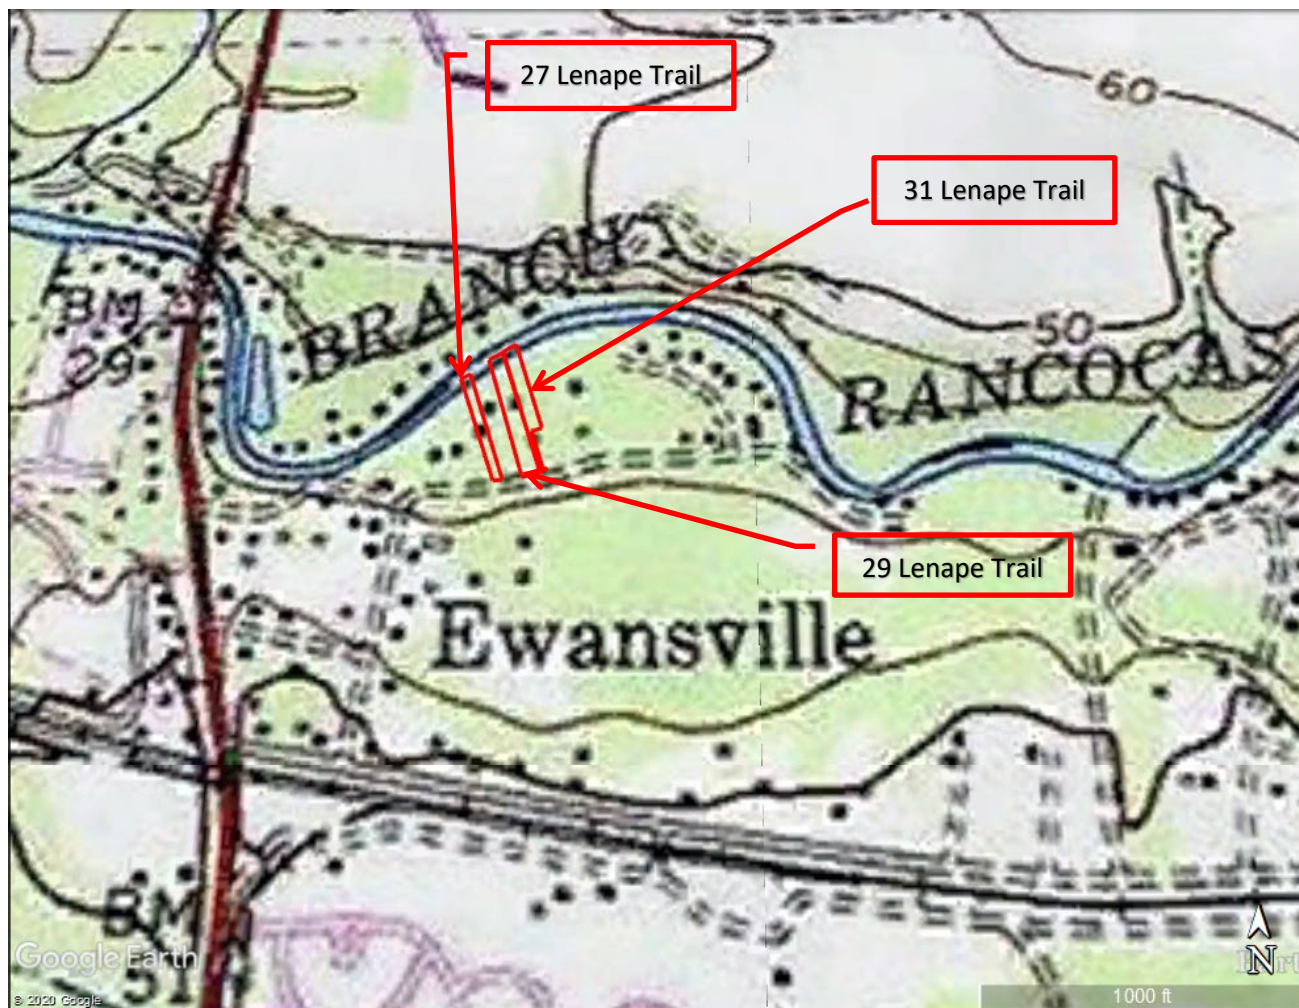 27 Lenape Trail
60
31 Lenape Trail
BRANCH
BM
29
50
RANCOCAS
29 Lenape Trail
Ewansville
BM
Google Earth
N
© 2020 Google
1000 ft